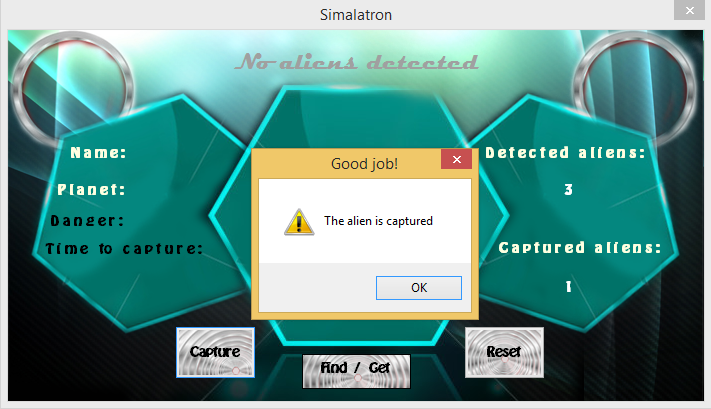 Simalatron
No aliens detected
Good job!
The alien is captured
OK
Name:
Planet:
Danger:
Time to capture:
Detected aliens:
3
Captured aliens:
1
Capture
Find / Get
Reset